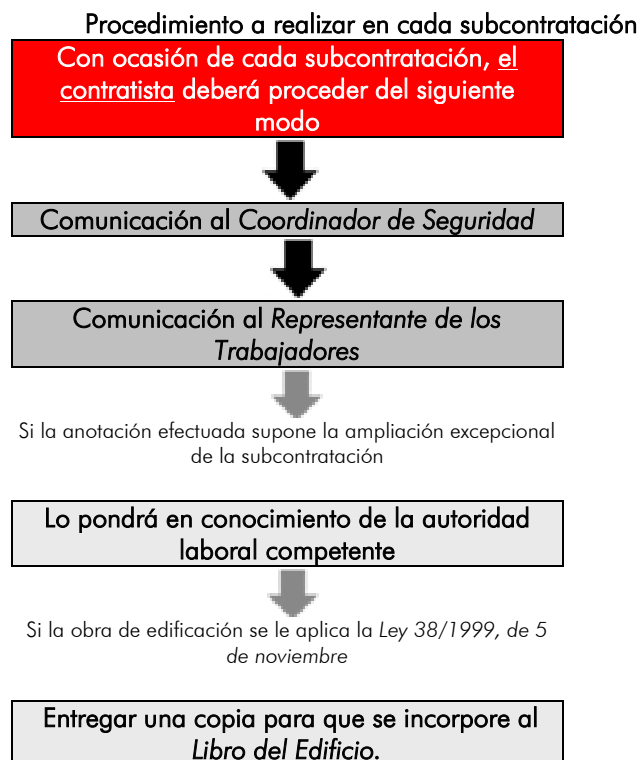 Procedimiento a realizar en cada subcontratación
Con ocasión de cada subcontratación, el
contratista deberá proceder del siguiente
modo
Comunicación al Coordinador de Seguridad
Comunicación al Representante de los
Trabajadores
Si la anotación efectuada supone la ampliación excepcional
de la subcontratación
Lo pondrá en conocimiento de la autoridad
laboral competente
Si la obra de edificación se le aplica la Ley 38/1999, de 5
de noviembre
Entregar una copia para que se incorpore al
Libro del Edificio.